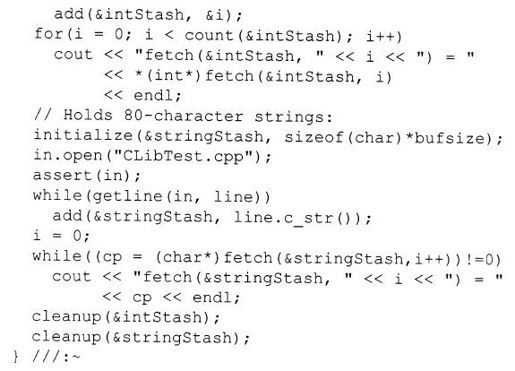 add(&intStash, &i);
for(i = 0; i < count(&intStash); i++)
cout << "fetch(&intStash, " << i << ") = "
<< *(int*)fetch(&intStash, i)
<< endl;
// Holds 80-character strings:
initialize(&stringStash, sizeof(char)*bufsize);
in.open("CLibTest.cpp");
assert(in);
while(getline(in, line))
add(&stringStash, line.c_str());
i = 0;
while((cp = (char*)fetch(&stringStash,i++))!=0)
cout << "fetch(&stringStash, " << i << ") = "
<< cp << endl;
cleanup(&intStash);
cleanup(&stringStash);
} ///:~